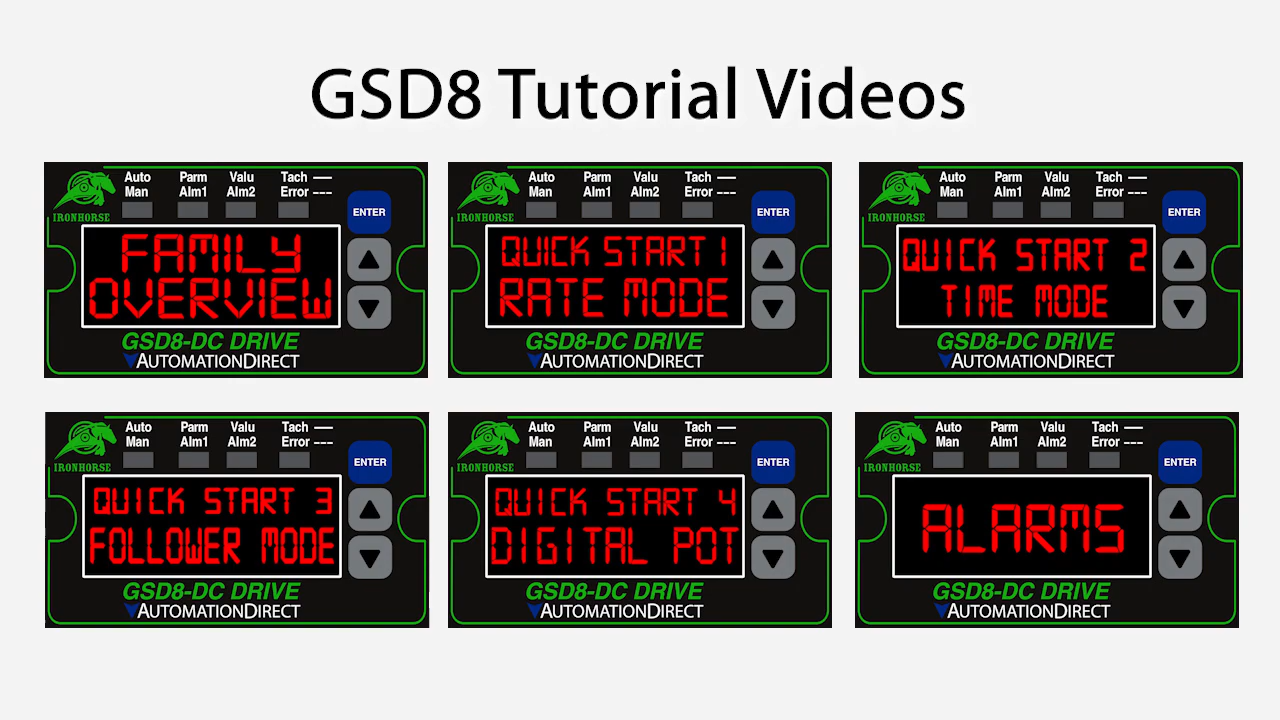 GSD8 Tutorial Videos
Auto Parm Valu Tach —
Man Alm1 Alm2 Error ---
IRONHORSE
ENTER
FAMILY
OVERVIEW
GSD8-DC DRIVE
AUTOMATIONDIRECT
Auto Parm Valu Tach —
Man Alm1 Alm2 Error ---
IRONHORSE
ENTER
QUICK START 1
RATE MODE
GSD8-DC DRIVE
AUTOMATIONDIRECT
Auto Parm Valu Tach —
Man Alm1 Alm2 Error ---
IRONHORSE
ENTER
QUICK START 2
TIME MODE
GSD8-DC DRIVE
AUTOMATIONDIRECT
Auto Parm Valu Tach —
Man Alm1 Alm2 Error ---
IRONHORSE
ENTER
QUICK START 3
FOLLOWER MODE
GSD8-DC DRIVE
AUTOMATIONDIRECT
Auto Parm Valu Tach —
Man Alm1 Alm2 Error ---
IRONHORSE
ENTER
QUICK START 4
DIGITAL POT
GSD8-DC DRIVE
AUTOMATIONDIRECT
Auto Parm Valu Tach —
Man Alm1 Alm2 Error ---
IRONHORSE
ENTER
ALARMS
GSD8-DC DRIVE
AUTOMATIONDIRECT